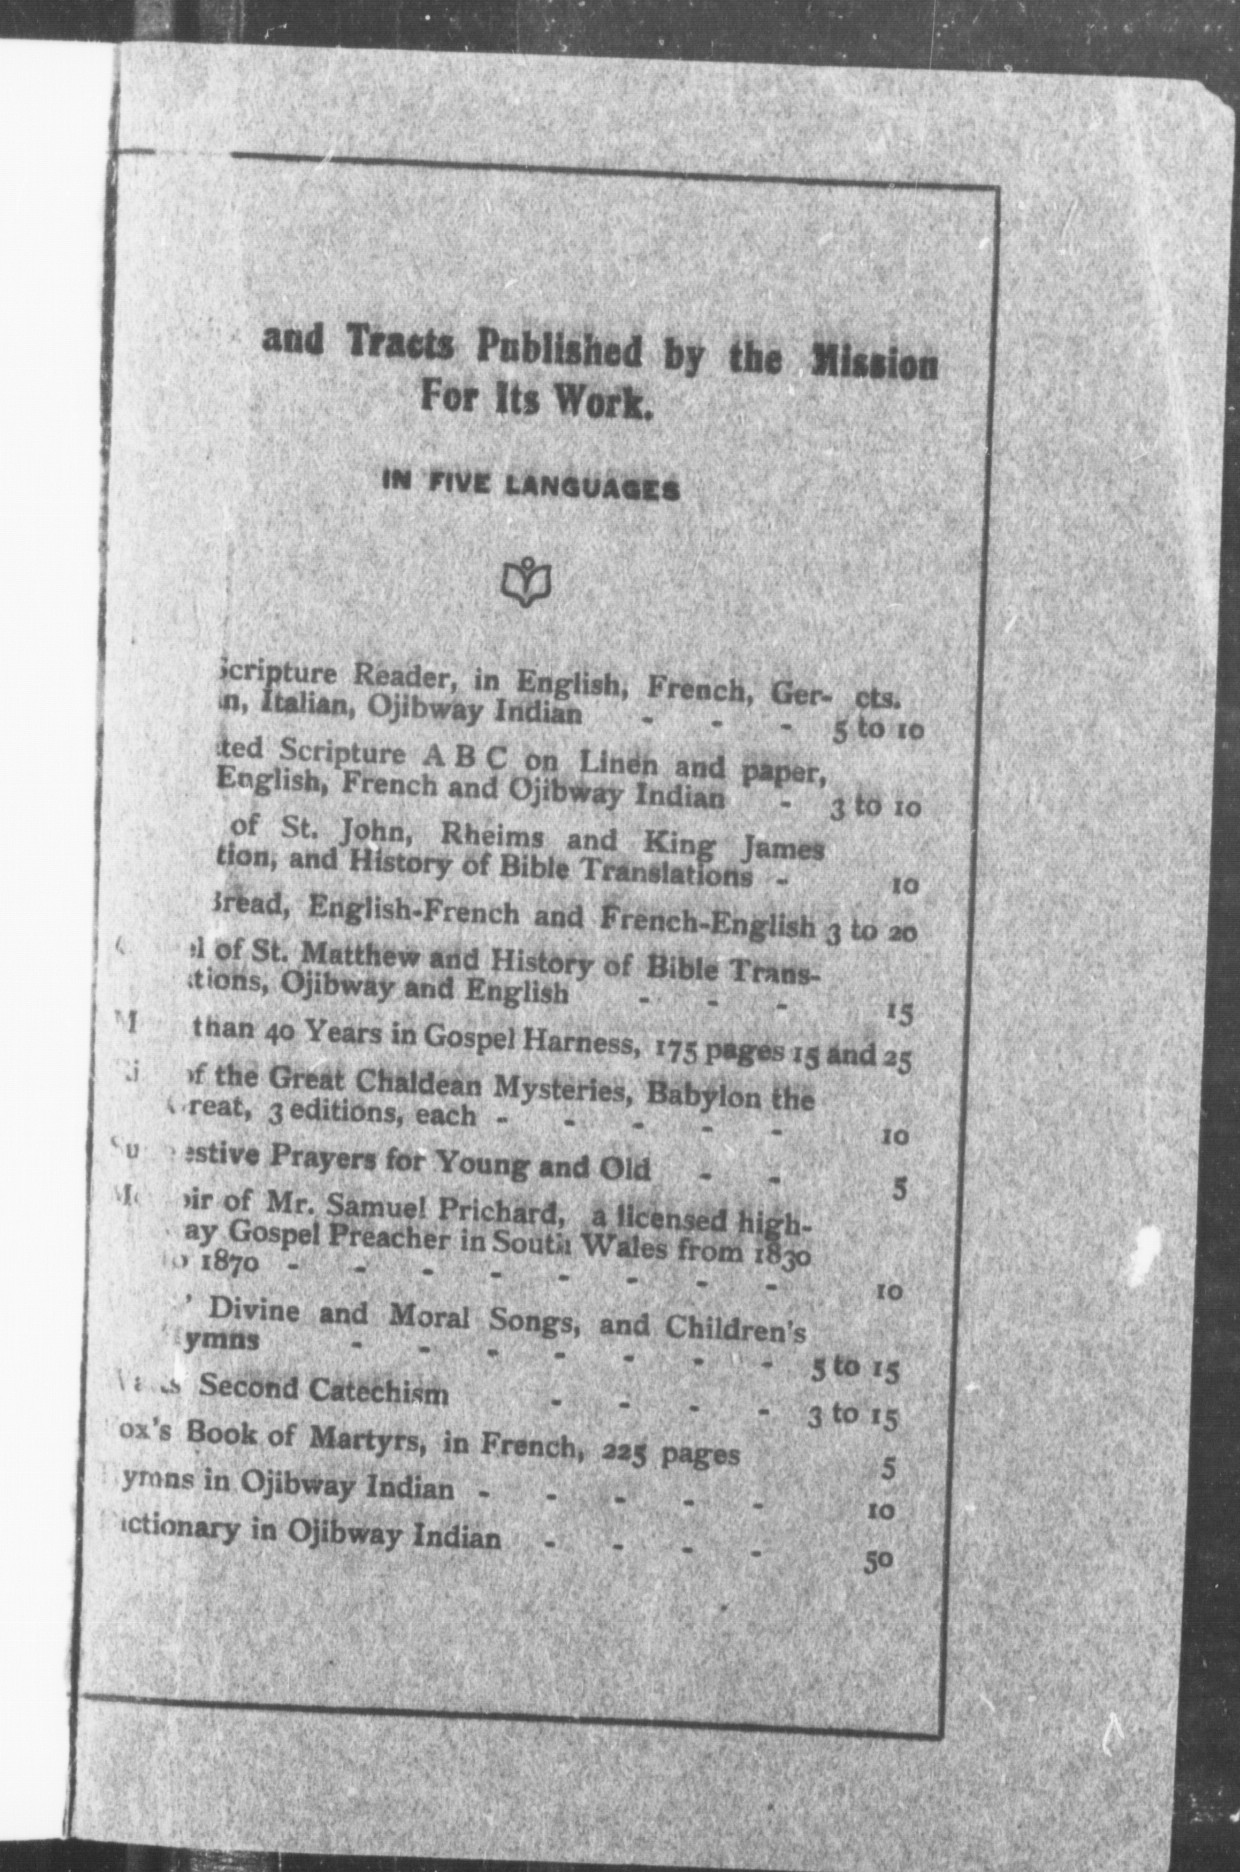 and Tracts Published by the Mission
For Its Work.
IN FIVE LANGUAGES
Scripture Reader, in English, French, Ger- cts.
n, Italian, Ojibway Indian - - - 5 to 10
ted Scripture A B C on Linen and paper,
English, French and Ojibway Indian - 3 to 10
of St. John, Rheims and King James
tion, and History of Bible Translations - 10
Bread, English-French and French-English 3 to 20
el of St. Matthew and History of Bible Trans-
tions, Ojibway and English - - - 15
M than 40 Years in Gospel Harness, 175 pages 15 and 25
of the Great Chaldean Mysteries, Babylon the
Great, 3 editions, each - - - - - 10
Su estive Prayers for Young and Old - - 5
Me oir of Mr. Samuel Prichard, a licensed high-
ay Gospel Preacher in South Wales from 1830
to 1870 - - - - - - - - 10
' Divine and Moral Songs, and Children's
Hymns - - - - - - - 5 to 15
Second Catechism - - - - 3 to 15
ox's Book of Martyrs, in French, 225 pages 5
ymns in Ojibway Indian - - - - - 10
ictionary in Ojibway Indian - - - - 50